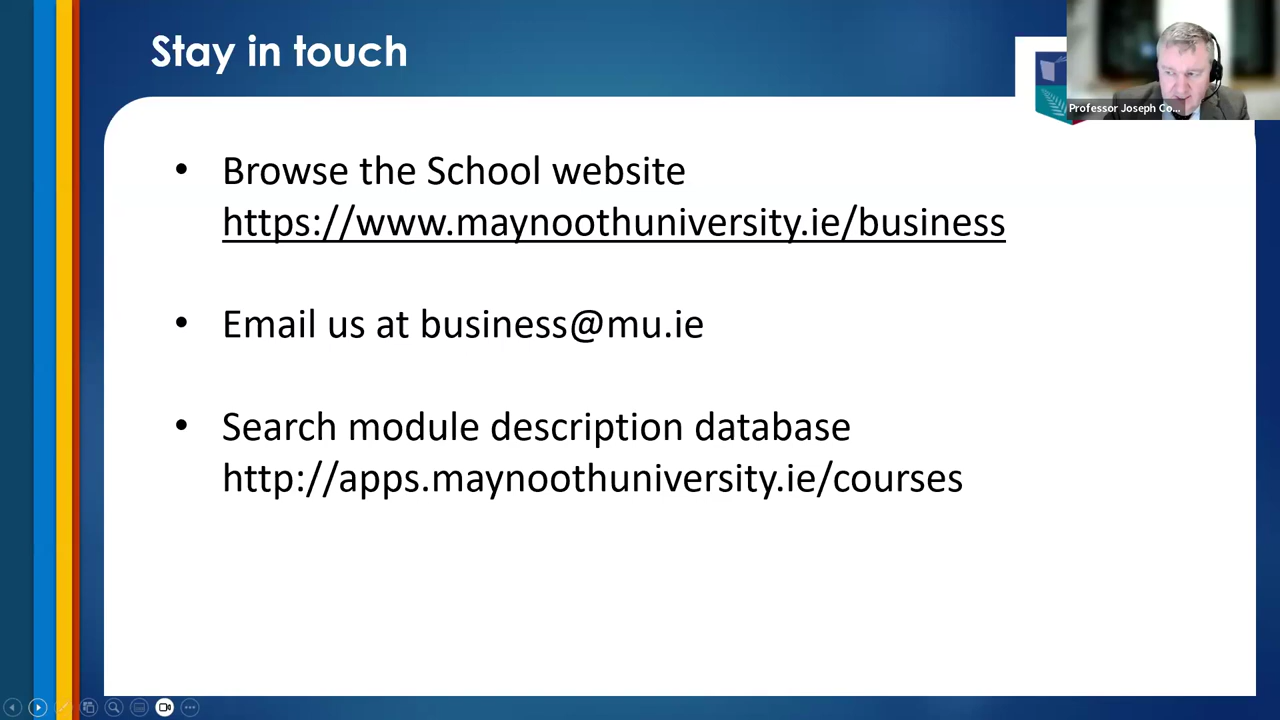 Stay in touch
Professor Joseph Co...
• Browse the School website
https://www.maynoothuniversity.ie/business
• Email us at business@mu.ie
• Search module description database
http://apps.maynoothuniversity.ie/courses